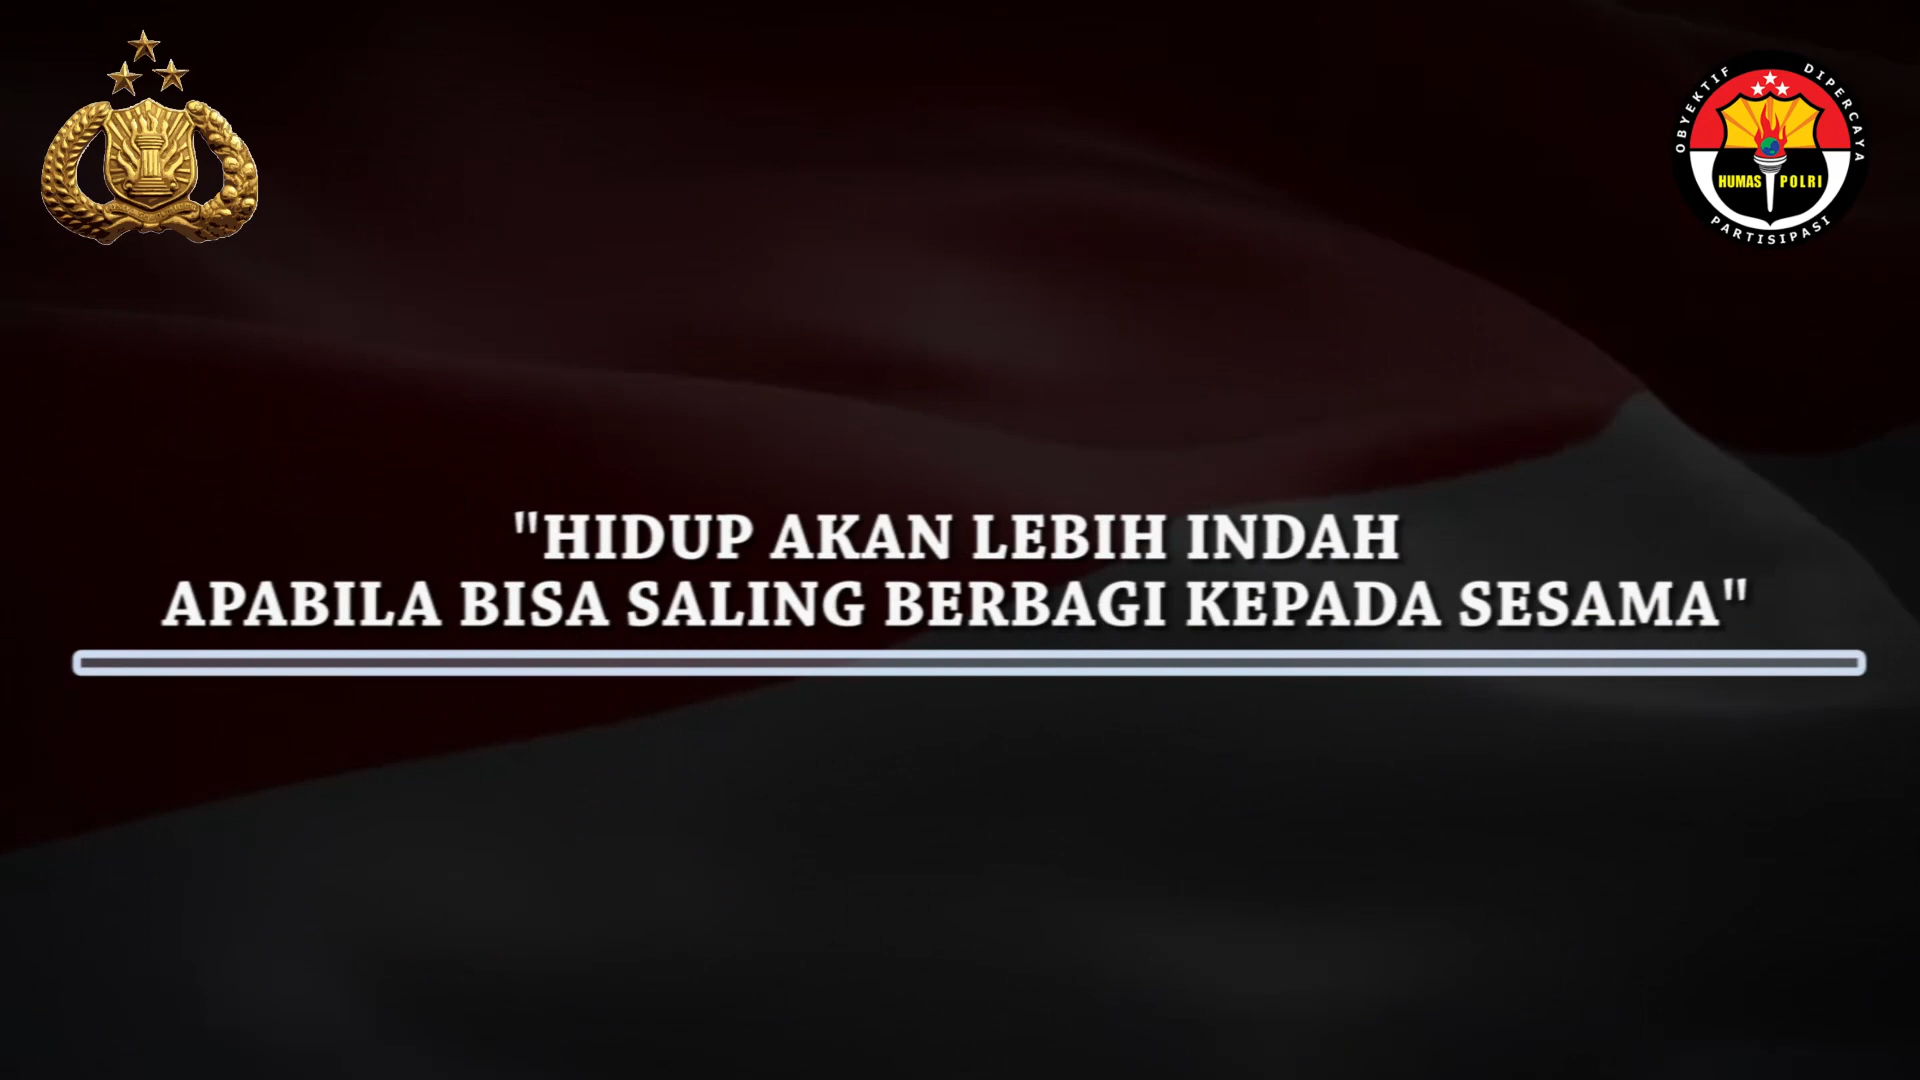 OBYEKTIF DIPERCAYA
HUMAS POLRI
PARTISIPASI
"HIDUP AKAN LEBIH INDAH
APABILA BISA SALING BERBAGI KEPADA SESAMA"